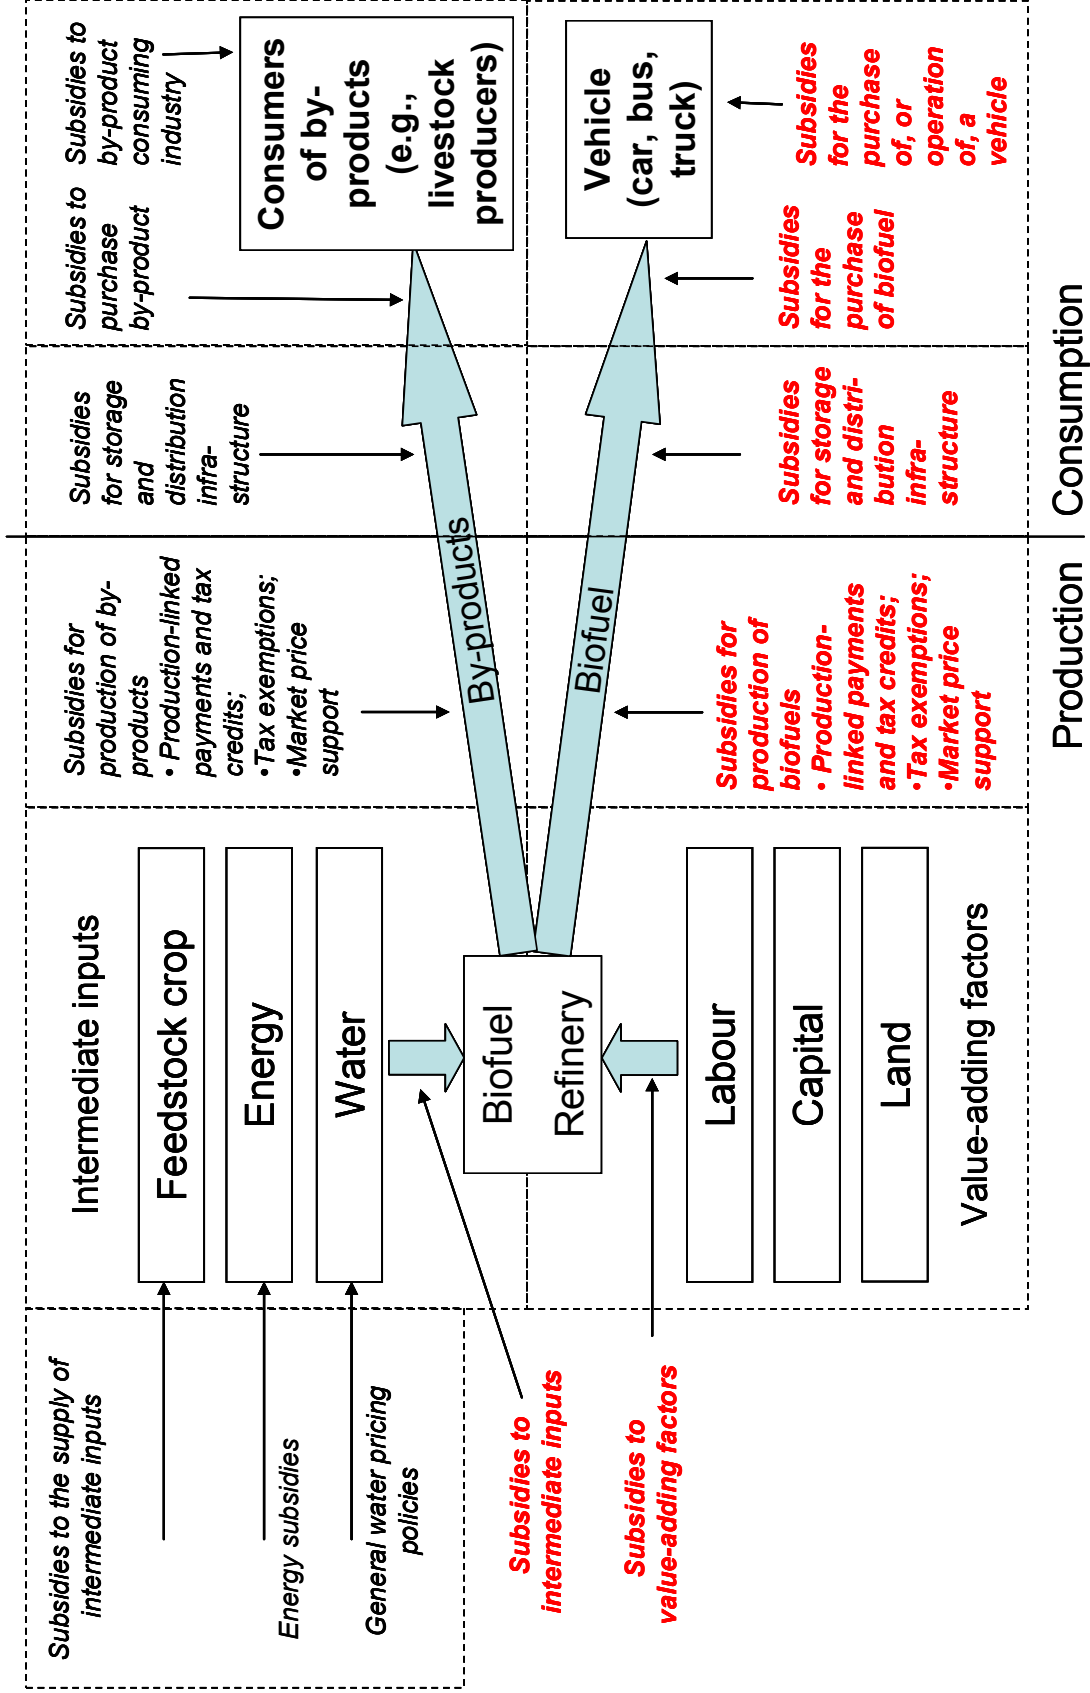 Subsidies to the supply of
intermediate inputs
Energy subsidies
General water pricing
policies
Subsidies to
intermediate inputs
Subsidies to
value-adding factors
Intermediate inputs
Feedstock crop
Energy
Water
Biofuel
Refinery
Labour
Capital
Land
Value-adding factors
Subsidies for
production of by-
products
• Production-linked
payments and tax
credits;
•Tax exemptions;
•Market price
support
By-products
Biofuel
Subsidies for
production of
biofuels
• Production-
linked payments
and tax credits;
•Tax exemptions;
•Market price
support
Subsidies
for storage
and
distribution
infra-
structure
Subsidies
for storage
and distri-
bution
infra-
structure
Subsidies to
purchase
by-product
Subsidies to
by-product
consuming
industry
Consumers
of by-
products
(e.g.,
livestock
producers)
Vehicle
(car, bus,
truck)
Subsidies
for the
purchase
of biofuel
Subsidies
for the
purchase
of, or
operation
of, a
vehicle
Production
Consumption